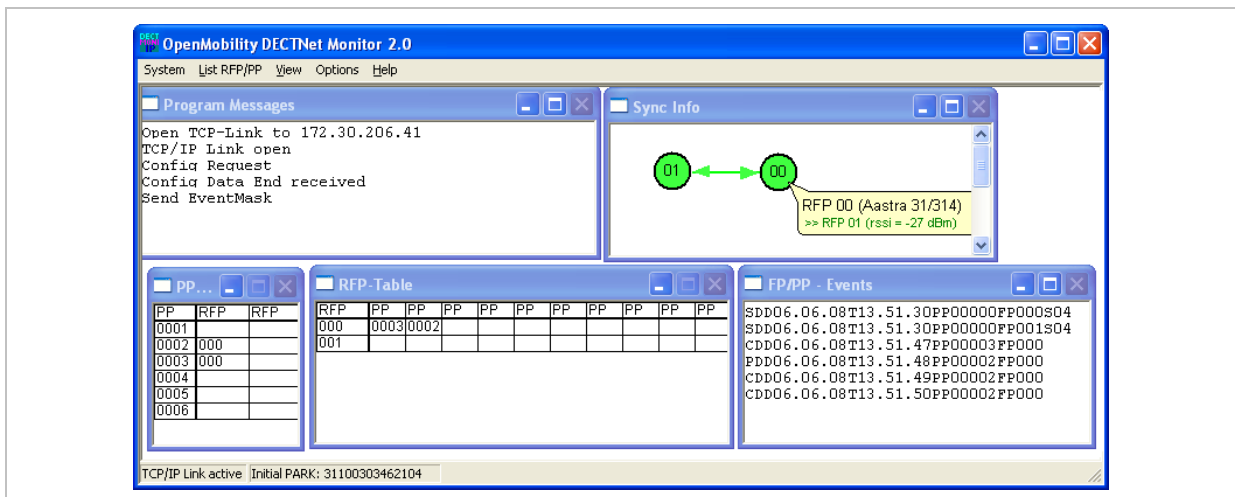 DECT IP OpenMobility DECTNet Monitor 2.0
System List RFP/PP View Options Help
Program Messages
Open TCP-Link to 172.30.206.41
TCP/IP Link open
Config Request
Config Data End received
Send EventMask
Sync Info
01 00
RFP 00 (Aastra 31/314)
>> RFP 01 (rssi = -27 dBm)
PP...
PP RFP RFP
0001
0002 000
0003 000
0004
0005
0006
RFP-Table
RFP PP PP PP PP PP PP PP PP PP PP
000 0003 0002
001
FP/PP - Events
SDD06.06.08T13.51.30PP00000FP000S04
SDD06.06.08T13.51.30PP00000FP001S04
CDD06.06.08T13.51.47PP00003FP000
PDD06.06.08T13.51.48PP00002FP000
CDD06.06.08T13.51.49PP00002FP000
CDD06.06.08T13.51.50PP00002FP000
TCP/IP Link active Initial PARK: 31100303462104